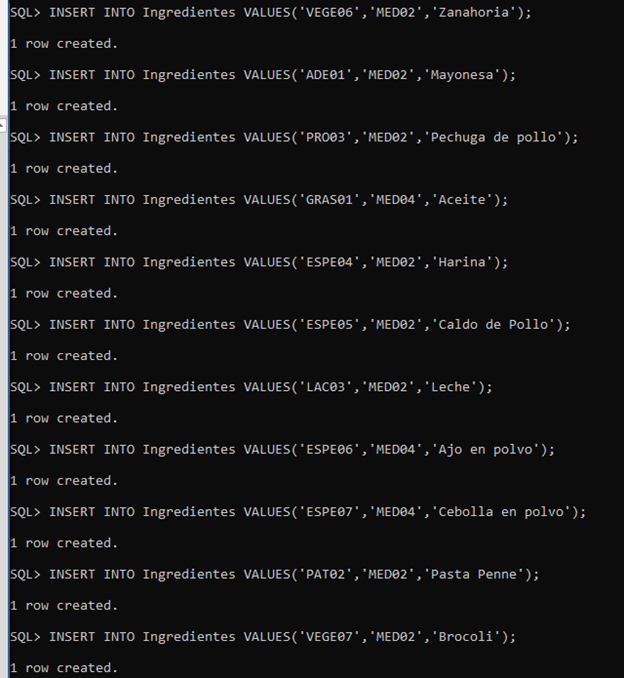 SQL> INSERT INTO Ingredientes VALUES('VEGE06','MED02','Zanahoria');
1 row created.
SQL> INSERT INTO Ingredientes VALUES('ADE01','MED02','Mayonesa');
1 row created.
SQL> INSERT INTO Ingredientes VALUES('PRO03','MED02','Pechuga de pollo');
1 row created.
SQL> INSERT INTO Ingredientes VALUES('GRAS01','MED04','Aceite');
1 row created.
SQL> INSERT INTO Ingredientes VALUES('ESPE04','MED02','Harina');
1 row created.
SQL> INSERT INTO Ingredientes VALUES('ESPE05','MED02','Caldo de Pollo');
1 row created.
SQL> INSERT INTO Ingredientes VALUES('LAC03','MED02','Leche');
1 row created.
SQL> INSERT INTO Ingredientes VALUES('ESPE06','MED04','Ajo en polvo');
1 row created.
SQL> INSERT INTO Ingredientes VALUES('ESPE07','MED04','Cebolla en polvo');
1 row created.
SQL> INSERT INTO Ingredientes VALUES('PAT02','MED02','Pasta Penne');
1 row created.
SQL> INSERT INTO Ingredientes VALUES('VEGE07','MED02','Brocoli');
1 row created.